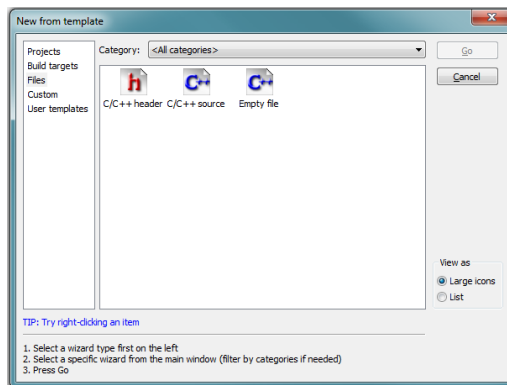 New from template
Projects
Build targets
Files
Custom
User templates
Category: <All categories>
C/C++ header C/C++ source Empty file
Go
Cancel
View as
Large icons
List
TIP: Try right-clicking an item
1. Select a wizard type first on the left
2. Select a specific wizard from the main window (filter by categories if needed)
3. Press Go